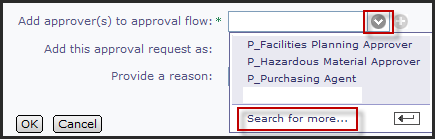 Add approver(s) to approval flow: *
Add this approval request as:
P_Facilities Planning Approver
P_Hazardous Material Approver
P_Purchasing Agent
Provide a reason:
Search for more...
OK Cancel